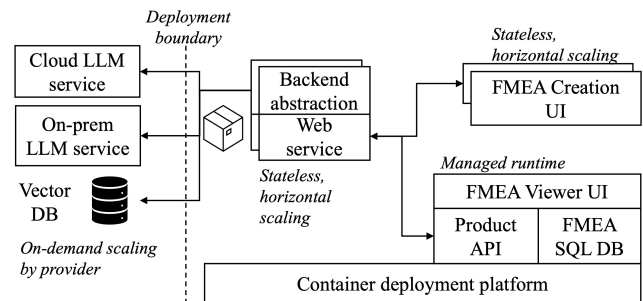 Deployment
boundary
Cloud LLM
service
On-prem
LLM service
Vector
DB
On-demand scaling
by provider
Backend
abstraction
Web
service
Stateless,
horizontal
scaling
Stateless,
horizontal scaling
FMEA Creation
UI
Managed runtime
FMEA Viewer UI
Product
API
FMEA
SQL DB
Container deployment platform